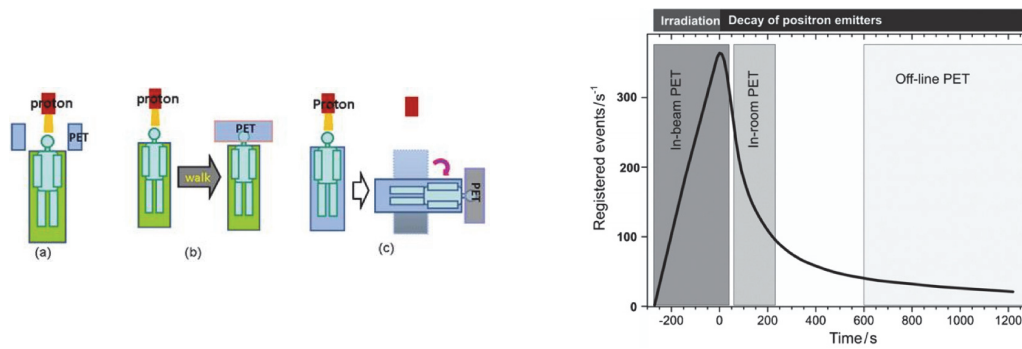 proton
PET
(a)
proton
PET
walk
(b)
Proton
PET
(c)
Irradiation
Decay of positron emitters
Registered events/s⁻¹
300
200
100
0
In-beam PET
In-room PET
Off-line PET
-200 0 200 400 600 800 1000 1200
Time/s